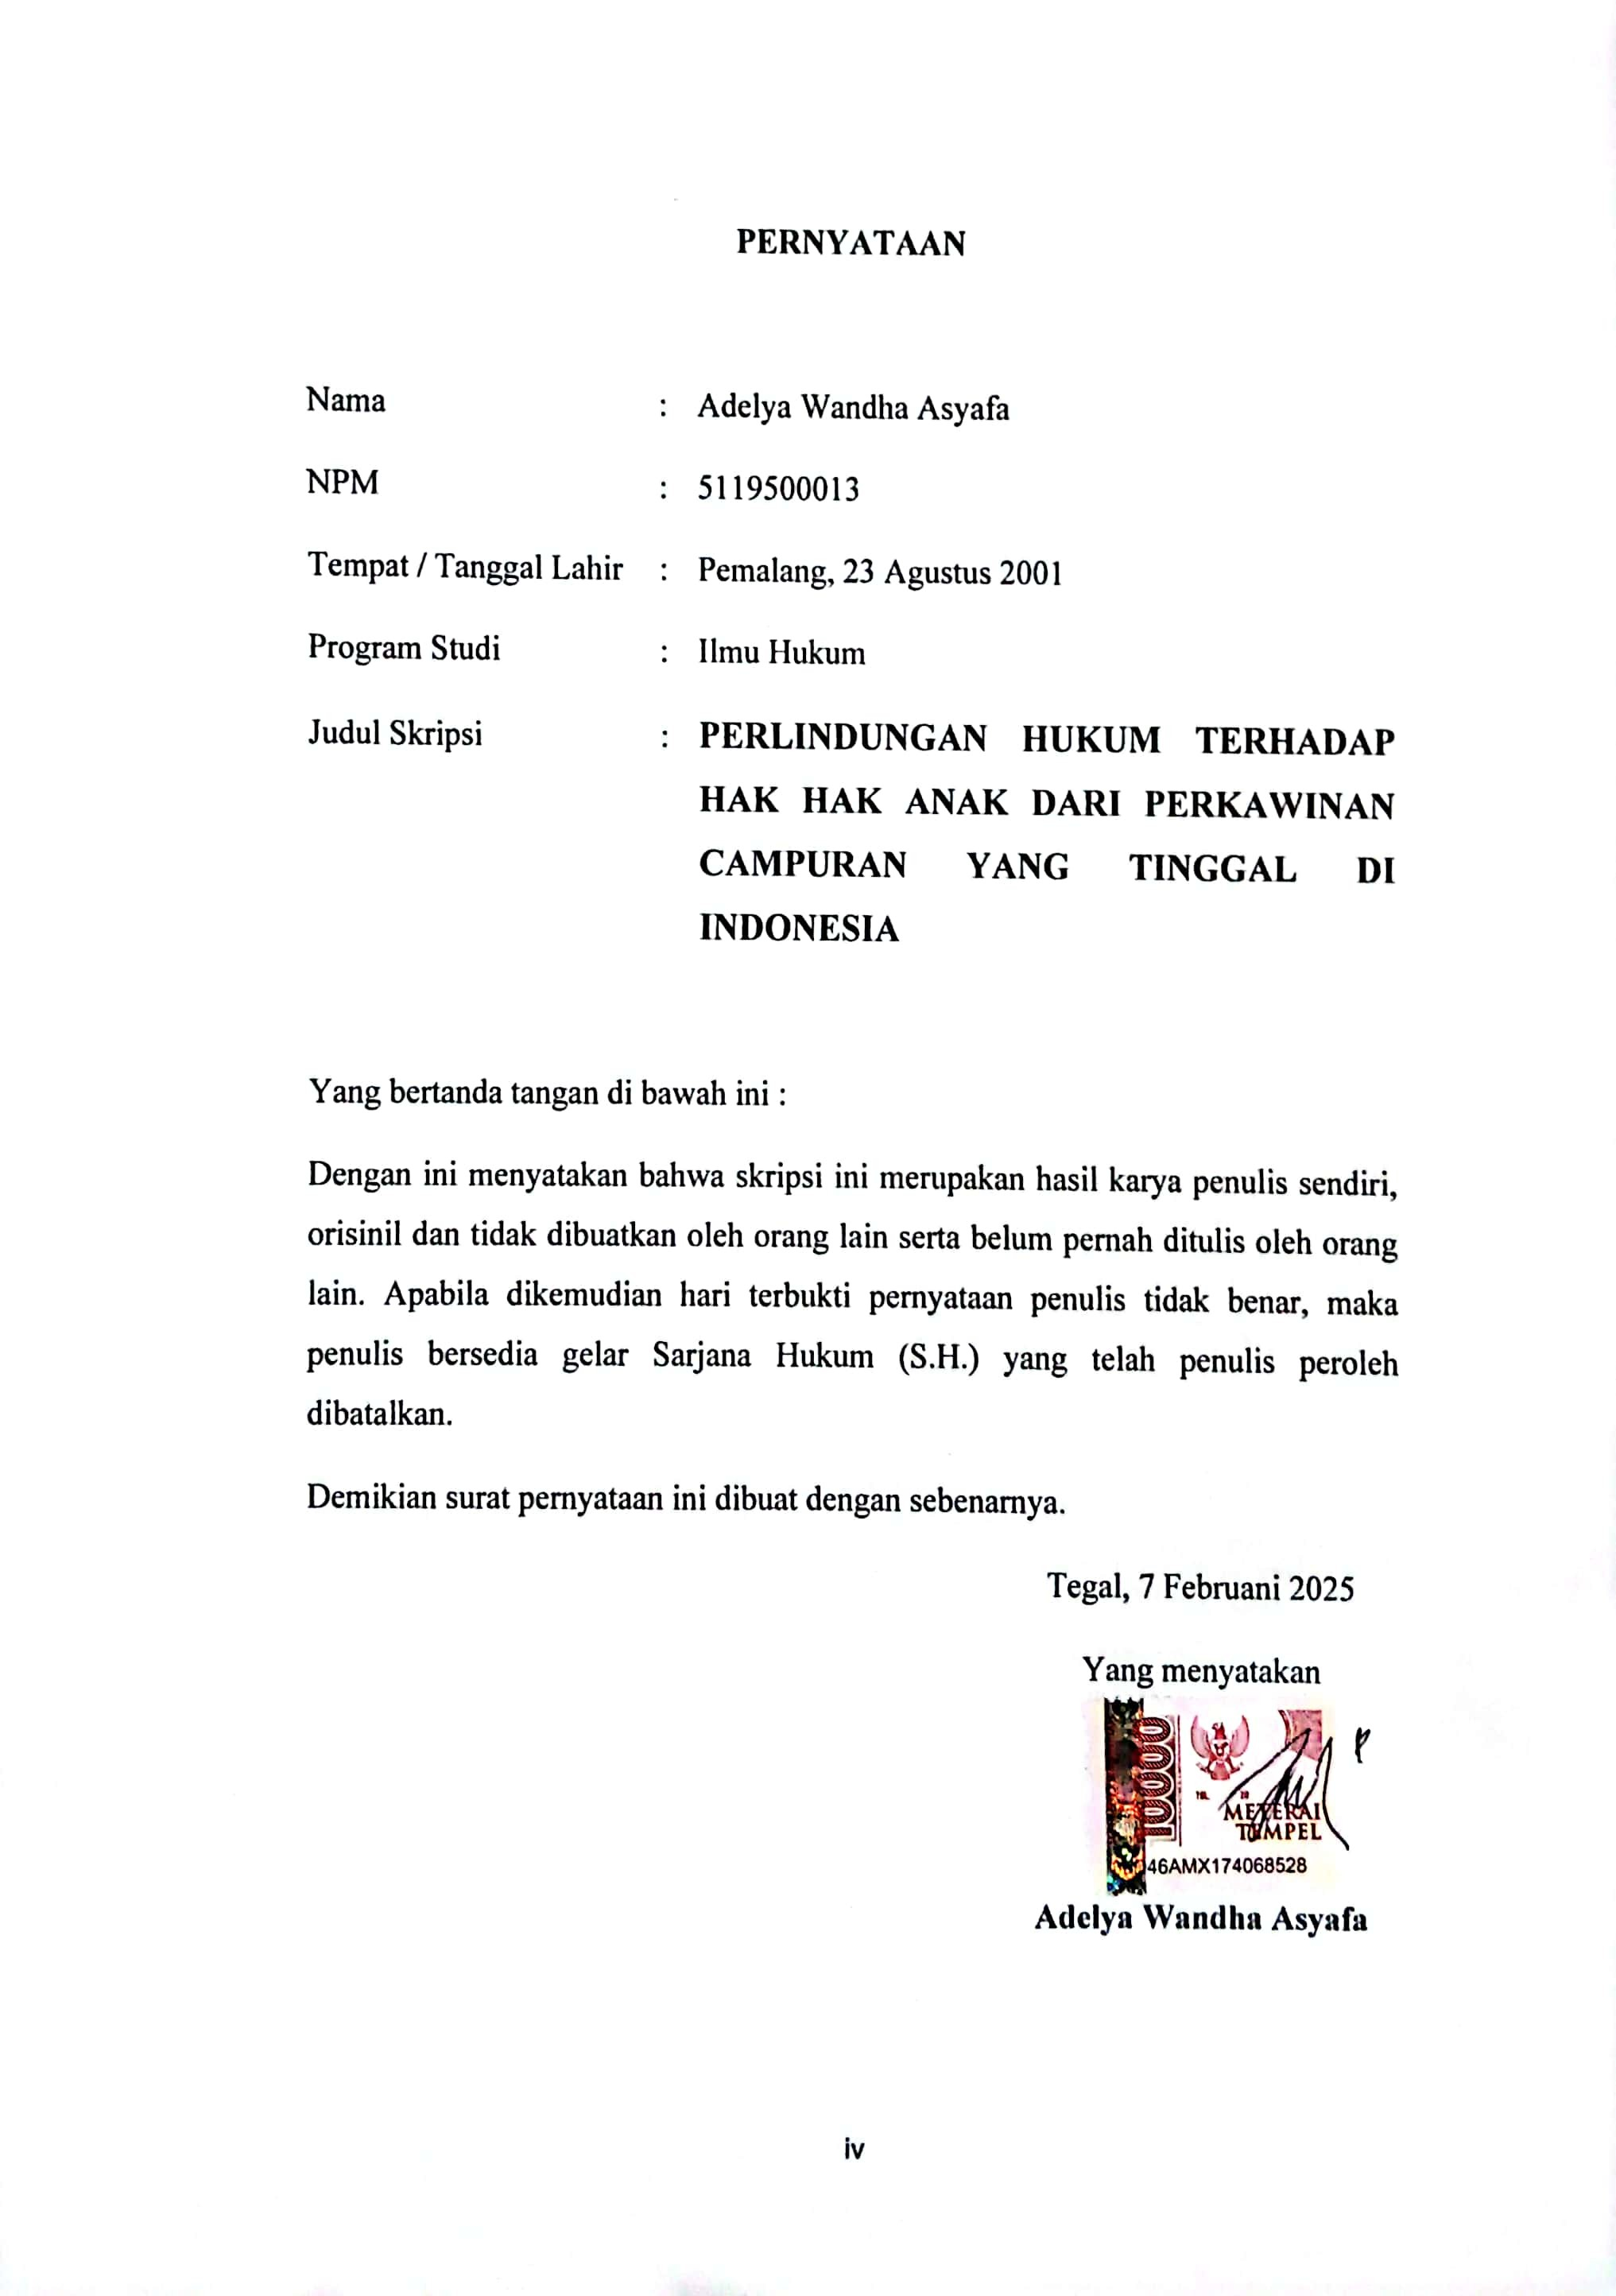 PERNYATAAN
Nama : Adelya Wandha Asyafa
NPM : 5119500013
Tempat / Tanggal Lahir : Pemalang, 23 Agustus 2001
Program Studi : Ilmu Hukum
Judul Skripsi : PERLINDUNGAN HUKUM TERHADAP
HAK HAK ANAK DARI PERKAWINAN
CAMPURAN YANG TINGGAL DI
INDONESIA
Yang bertanda tangan di bawah ini :
Dengan ini menyatakan bahwa skripsi ini merupakan hasil karya penulis sendiri,
orisinil dan tidak dibuatkan oleh orang lain serta belum pernah ditulis oleh orang
lain. Apabila dikemudian hari terbukti pernyataan penulis tidak benar, maka
penulis bersedia gelar Sarjana Hukum (S.H.) yang telah penulis peroleh
dibatalkan.
Demikian surat pernyataan ini dibuat dengan sebenarnya.
Tegal, 7 Februani 2025
Yang menyatakan
10000
METERAI
TEMPEL
46AMX174068528
Adelya Wandha Asyafa
iv